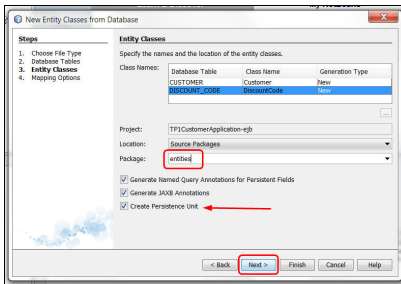 New Entity Classes from Database
Steps
1. Choose File Type
2. Database Tables
3. Entity Classes
4. Mapping Options
Entity Classes
Specify the names and the location of the entity classes.
Class Names:
Database Table Class Name Generation Type
CUSTOMER Customer New
DISCOUNT_CODE DiscountCode New
...
Project: TP1CustomerApplication-ejb
Location: Source Packages
Package: entities
Generate Named Query Annotations for Persistent Fields
Generate JAXB Annotations
Create Persistence Unit
< Back Next > Finish Cancel Help